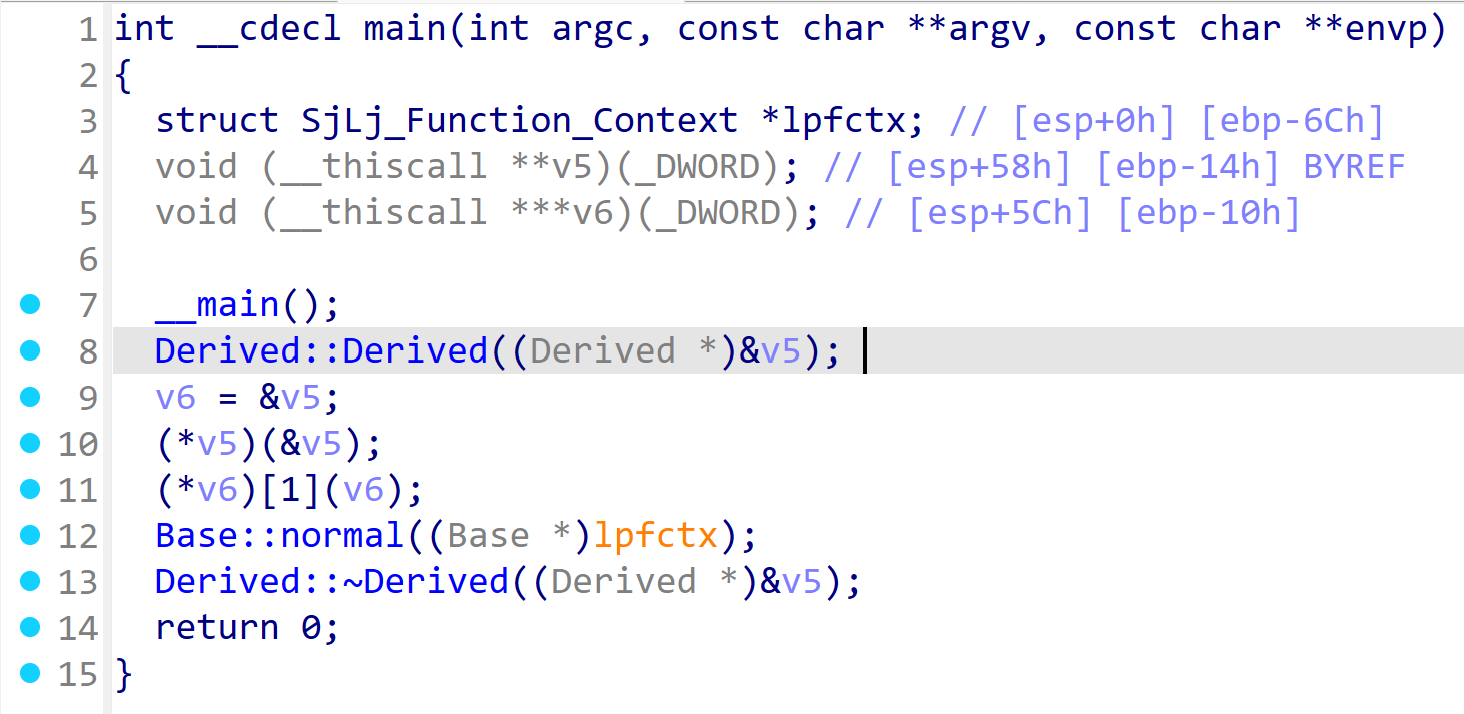 1 int __cdecl main(int argc, const char **argv, const char **envp)
2 {
3   struct SjLj_Function_Context *lpfctx; // [esp+0h] [ebp-6Ch]
4   void (__thiscall **v5)(_DWORD); // [esp+58h] [ebp-14h] BYREF
5   void (__thiscall ***v6)(_DWORD); // [esp+5Ch] [ebp-10h]
6
7   __main();
8   Derived::Derived((Derived *)&v5);
9   v6 = &v5;
10   (*v5)(&v5);
11   (*v6)[1](v6);
12   Base::normal((Base *)lpfctx);
13   Derived::~Derived((Derived *)&v5);
14   return 0;
15 }